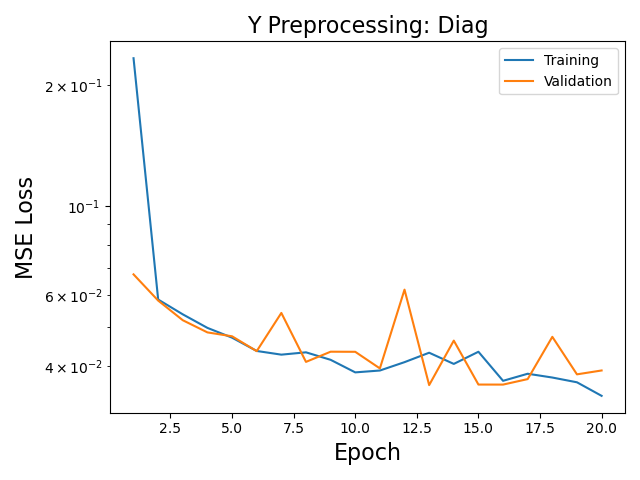 Y Preprocessing: Diag
Training
Validation
MSE Loss
2 × 10⁻¹
10⁻¹
6 × 10⁻²
4 × 10⁻²
2.5 5.0 7.5 10.0 12.5 15.0 17.5 20.0
Epoch